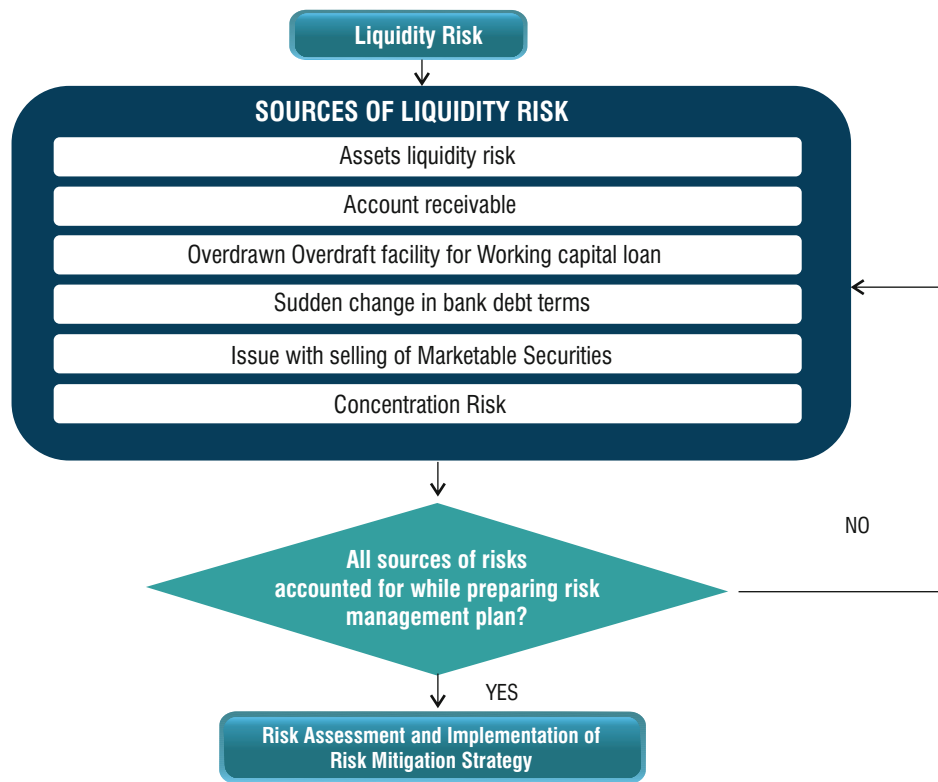 Liquidity Risk
SOURCES OF LIQUIDITY RISK
Assets liquidity risk
Account receivable
Overdrawn Overdraft facility for Working capital loan
Sudden change in bank debt terms
Issue with selling of Marketable Securities
Concentration Risk
All sources of risks
accounted for while preparing risk
management plan?
NO
YES
Risk Assessment and Implementation of
Risk Mitigation Strategy